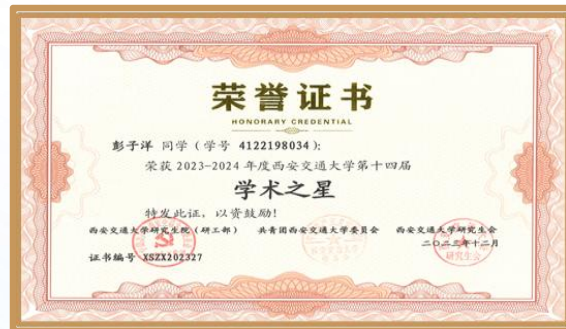 荣誉证书
HONORARY CREDENTIAL
彭子洋 同学（学号 4122198034）：
荣获 2023-2024 年度西安交通大学第十四届
学术之星
特发此证，以资鼓励！
西安交通大学研究生院（研工部） 共青团西安交通大学委员会 西安交通大学研究生会
二〇二三年十二月
证书编号 XSZX202327
研究生会